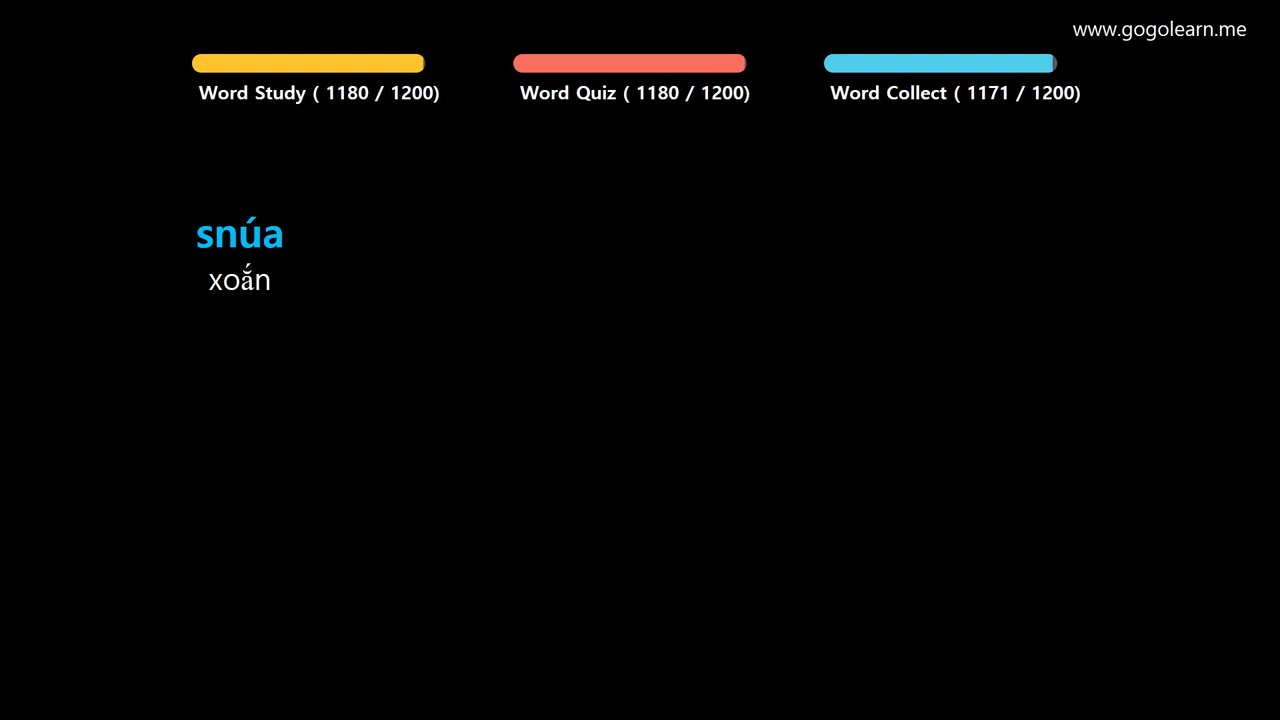 www.gogolearn.me
Word Study ( 1180 / 1200)
Word Quiz ( 1180 / 1200)
Word Collect ( 1171 / 1200)
snúa
xoắn